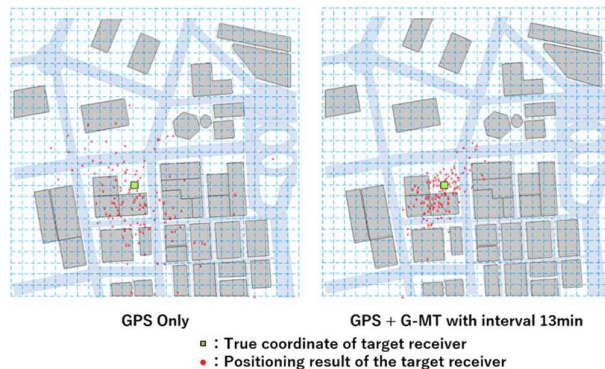 GPS Only
GPS + G-MT with interval 13min
: True coordinate of target receiver
: Positioning result of the target receiver